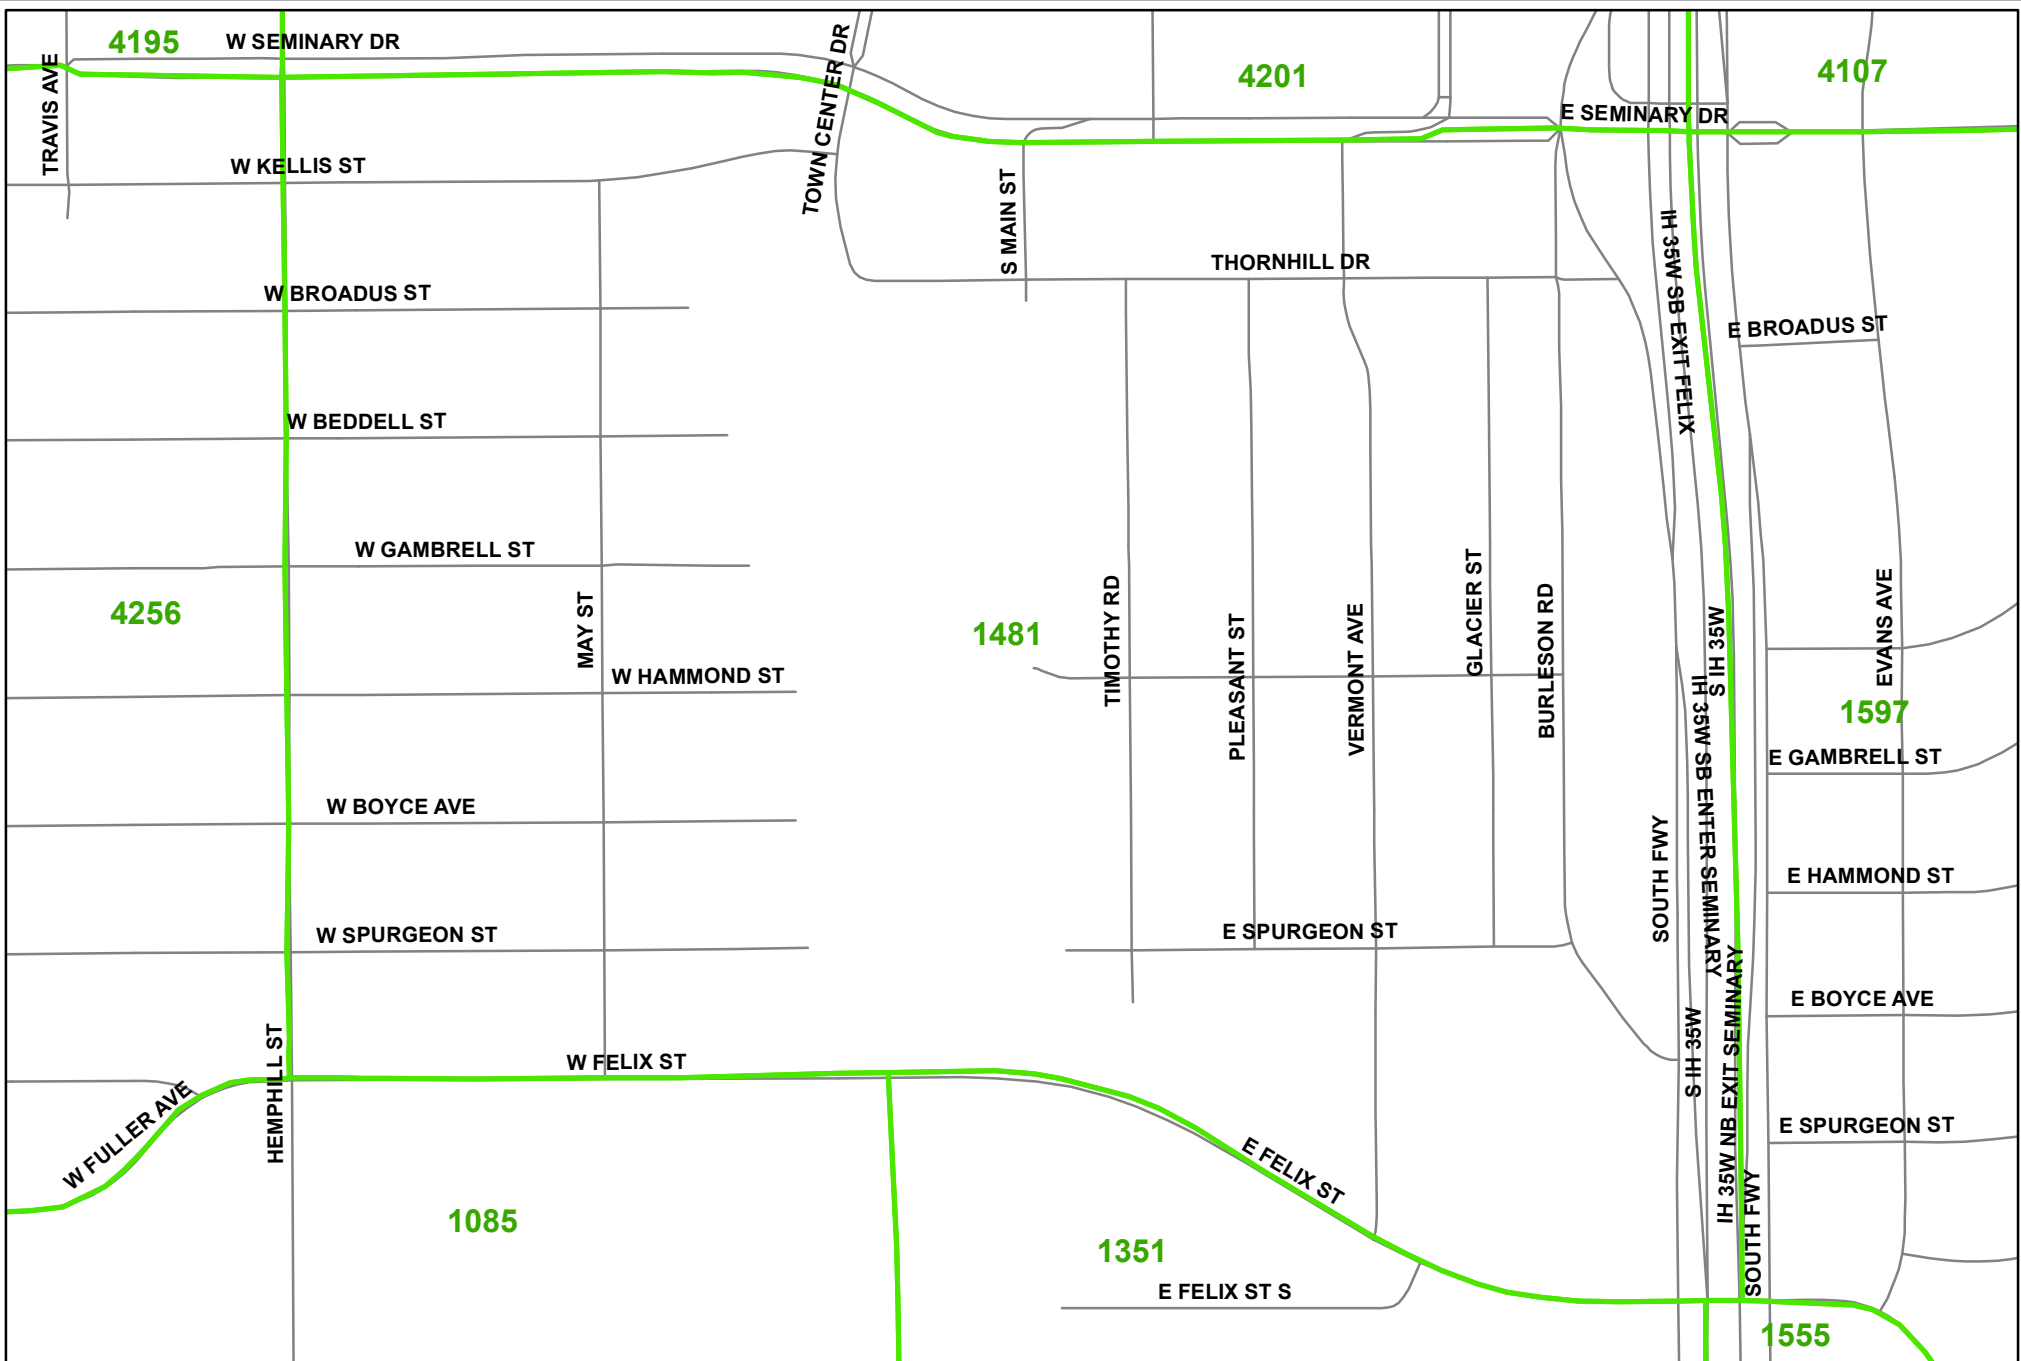 4195
W SEMINARY DR
TRAVIS AVE
TOWN CENTER DR
4201
4107
E SEMINARY DR
W KELLIS ST
S MAIN ST
THORNHILL DR
IH 35W SB EXIT FELIX
W BROADUS ST
E BROADUS ST
W BEDDELL ST
W GAMBRELL ST
4256
MAY ST
1481
TIMOTHY RD
PLEASANT ST
VERMONT AVE
GLACIER ST
BURLESON RD
S IH 35W
EVANS AVE
W HAMMOND ST
1597
IH 35W SB ENTER SEMINARY
E GAMBRELL ST
W BOYCE AVE
SOUTH FWY
E HAMMOND ST
W SPURGEON ST
E SPURGEON ST
IH 35W NB EXIT SEMINARY
E BOYCE AVE
S IH 35W
HEMPHILL ST
W FELIX ST
W FULLER AVE
E SPURGEON ST
E FELIX ST
SOUTH FWY
1085
1351
E FELIX ST S
1555